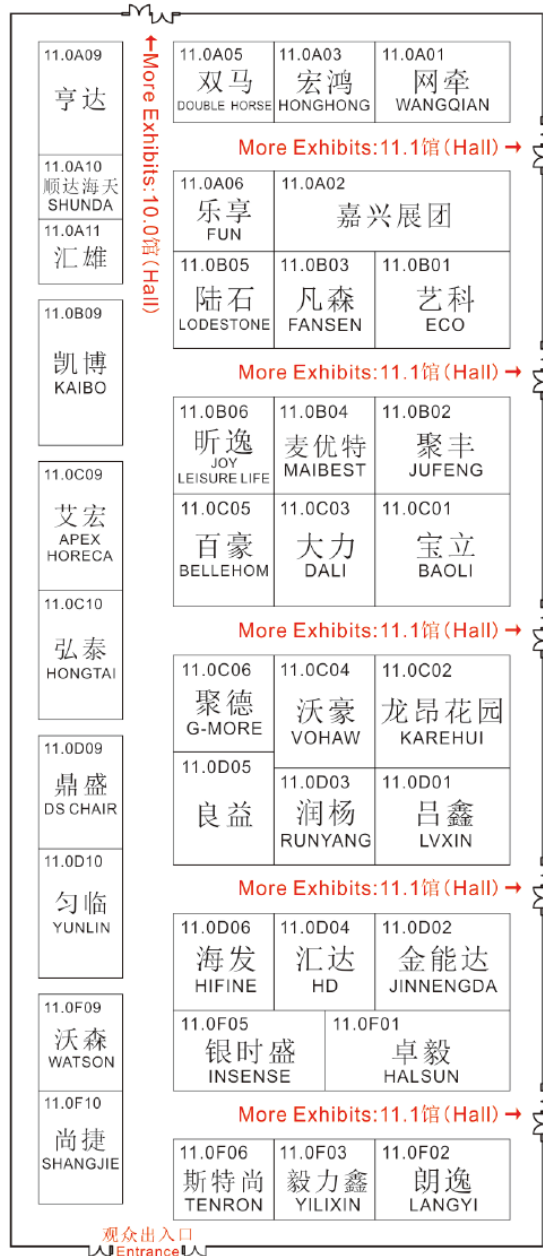 11.0A09
亨达
11.0A10
顺达海天
SHUNDA
11.0A11
汇雄
11.0B09
凯博
KAIBO
11.0C09
艾宏
APEX
HORECA
11.0C10
弘泰
HONGTAI
11.0D09
鼎盛
DS CHAIR
11.0D10
匀临
YUNLIN
11.0F09
沃森
WATSON
11.0F10
尚捷
SHANGJIE
←More Exhibits:10.0馆(Hall)
11.0A05
双马
DOUBLE HORSE
11.0A03
宏鸿
HONGHONG
11.0A01
网牵
WANGQIAN
More Exhibits:11.1馆(Hall)→
11.0A06
乐享
FUN
11.0A02
嘉兴展团
11.0B05
陆石
LODESTONE
11.0B03
凡森
FANSEN
11.0B01
艺科
ECO
More Exhibits:11.1馆(Hall)→
11.0B06
昕逸
JOY
LEISURE LIFE
11.0B04
麦优特
MAIBEST
11.0B02
聚丰
JUFENG
11.0C05
百豪
BELLEHOM
11.0C03
大力
DALI
11.0C01
宝立
BAOLI
More Exhibits:11.1馆(Hall)→
11.0C06
聚德
G-MORE
11.0C04
沃豪
VOHAW
11.0C02
龙昂花园
KAREHUI
11.0D05
良益
11.0D03
润杨
RUNYANG
11.0D01
吕鑫
LVXIN
More Exhibits:11.1馆(Hall)→
11.0D06
海发
HIFINE
11.0D04
汇达
HD
11.0D02
金能达
JINNENGDA
11.0F05
银时盛
INSENSE
11.0F01
卓毅
HALSUN
More Exhibits:11.1馆(Hall)→
11.0F06
斯特尚
TENRON
11.0F03
毅力鑫
YILIXIN
11.0F02
朗逸
LANGYI
观众出入口
Entrance